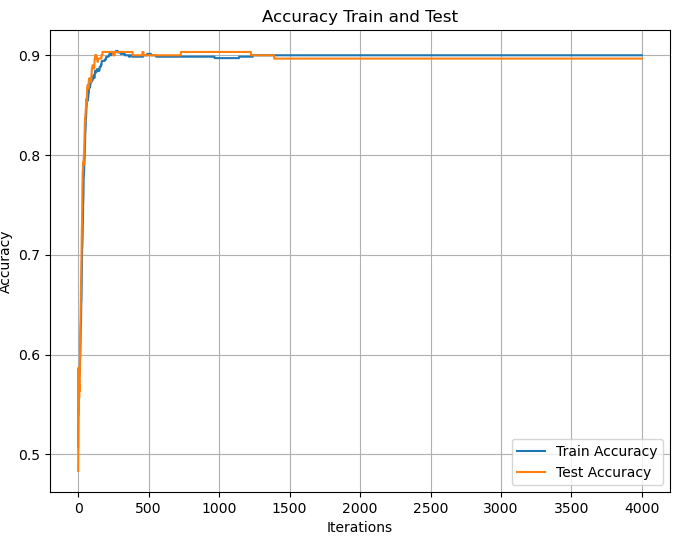 Accuracy Train and Test
Accuracy
0.9
0.8
0.7
0.6
0.5
0
500
1000
1500
2000
2500
3000
3500
4000
Iterations
Train Accuracy
Test Accuracy